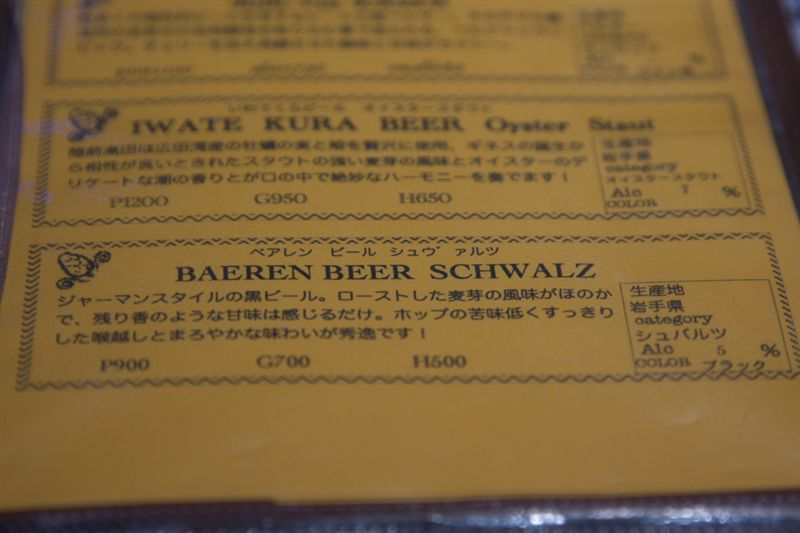 いわてくらビール オイスタースタウト
IWATE KURA BEER Oyster Stout
陸前高田は広田湾産の牡蠣の実と殻を贅沢に使用、ギネスの誕生か
ら相性が良いとされたスタウトの強い麦芽の風味とオイスターのデ
リケートな潮の香りとが口の中で絶妙なハーモニーを奏でます！
P1200 G950 H650
生産地
岩手県
category
オイスタースタウト
Alc 7 %
COLOR
ベアレン ビール シュヴァルツ
BAEREN BEER SCHWALZ
ジャーマンスタイルの黒ビール。ローストした麦芽の風味がほのか
で、残り香のような甘味は感じるだけ。ホップの苦味低くすっきり
した喉越しとまろやかな味わいが秀逸です！
P900 G700 H500
生産地
岩手県
category
シュバルツ
Alc 5 %
COLOR ブラック